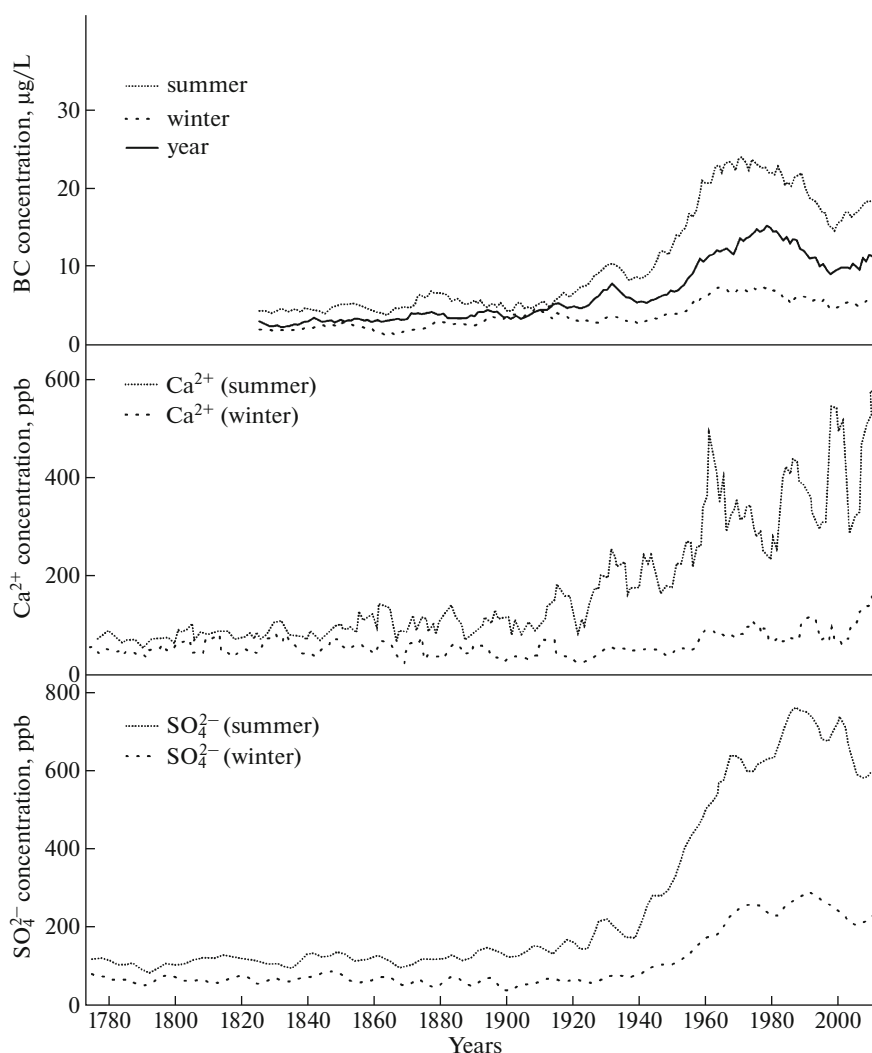 BC concentration, µg/L
30
20
10
0
summer
winter
year
Ca²⁺ concentration, ppb
600
400
200
0
Ca²⁺ (summer)
Ca²⁺ (winter)
SO₄²⁻ concentration, ppb
800
600
400
200
0
SO₄²⁻ (summer)
SO₄²⁻ (winter)
1780 1800 1820 1840 1860 1880 1900 1920 1940 1960 1980 2000
Years